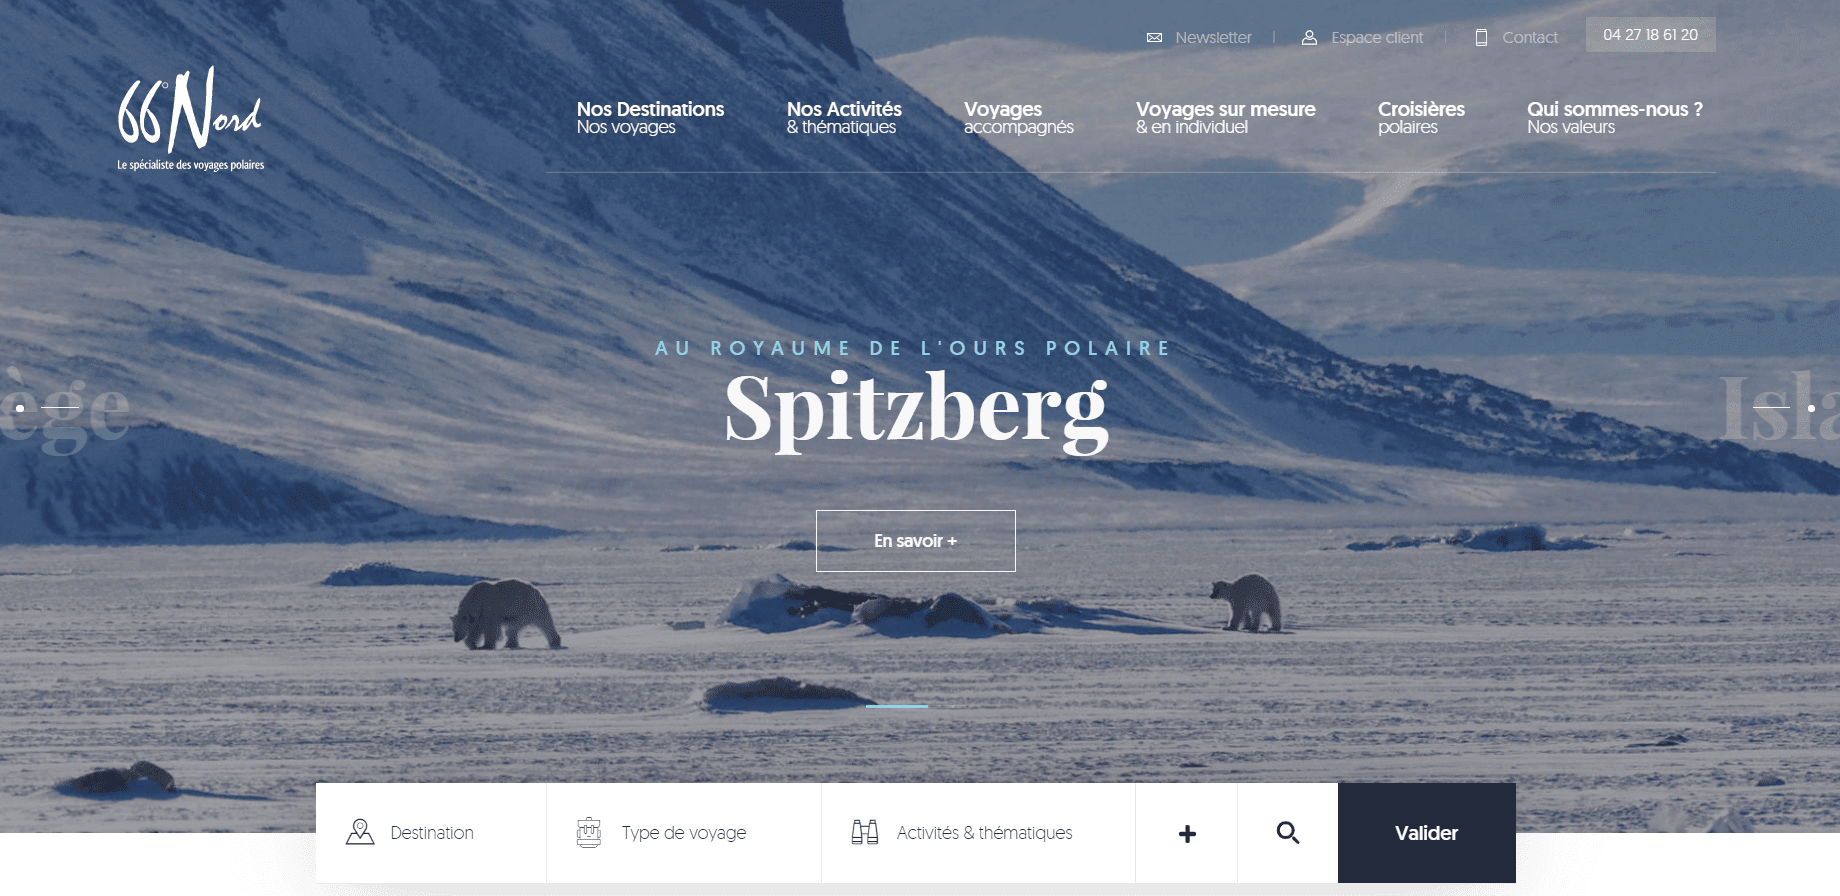 Newsletter
Espace client
Contact
04 27 18 61 20
66°Nord
Le spécialiste des voyages polaires
Nos Destinations
Nos voyages
Nos Activités
& thématiques
Voyages
accompagnés
Voyages sur mesure
& en individuel
Croisières
polaires
Qui sommes-nous ?
Nos valeurs
AU ROYAUME DE L'OURS POLAIRE
ège
Spitzberg
Isla
En savoir +
Destination
Type de voyage
Activités & thématiques
Valider